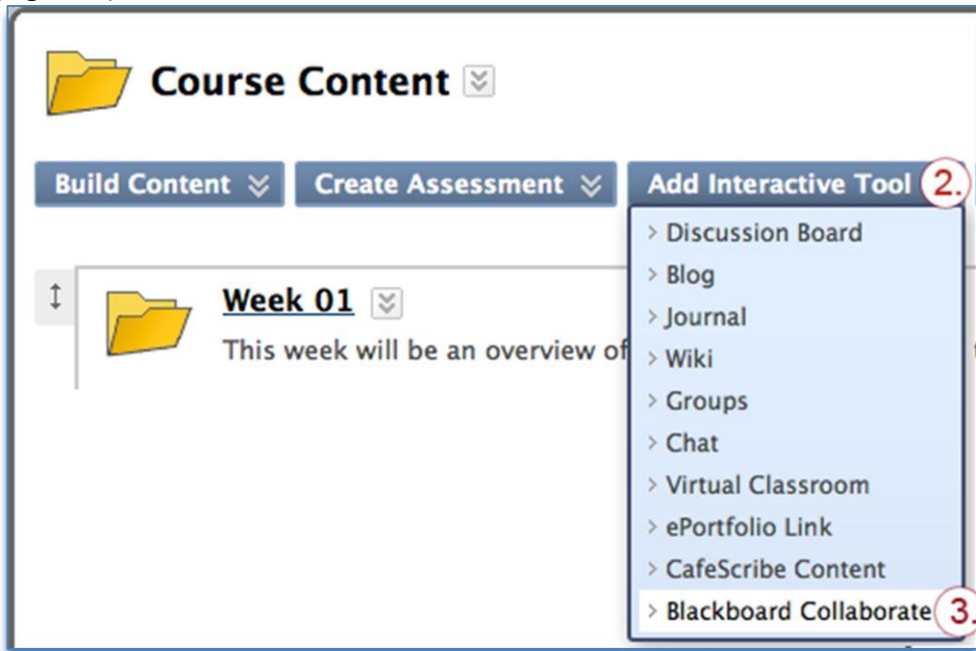 Course Content
Build Content Create Assessment Add Interactive Tool 2.
> Discussion Board
> Blog
> Journal
> Wiki
> Groups
> Chat
> Virtual Classroom
> ePortfolio Link
> CafeScribe Content
> Blackboard Collaborate 3.
Week 01
This week will be an overview of